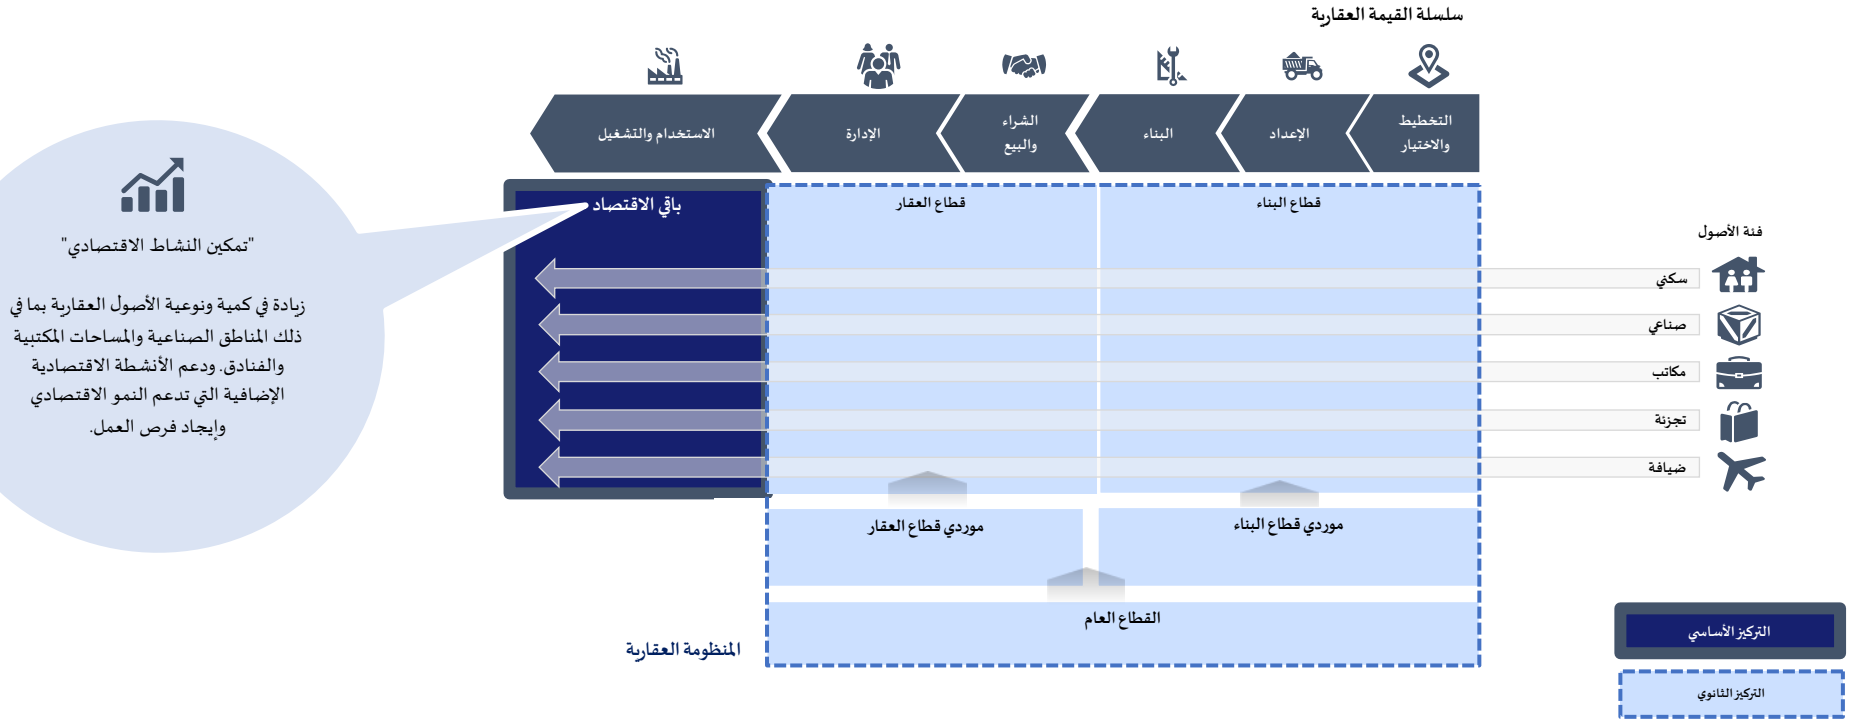 سلسلة القيمة العقارية
التخطيط
والاختيار
الإعداد
البناء
الشراء
والبيع
الإدارة
الاستخدام والتشغيل
قطاع البناء
قطاع العقار
باقي الاقتصاد
"تمكين النشاط الاقتصادي"
زيادة في كمية ونوعية الأصول العقارية بما في
ذلك المناطق الصناعية والمساحات المكتبية
والفنادق. ودعم الأنشطة الاقتصادية
الإضافية التي تدعم النمو الاقتصادي
وإيجاد فرص العمل.
فئة الأصول
سكني
صناعي
مكاتب
تجزئة
ضيافة
موردي قطاع البناء
موردي قطاع العقار
القطاع العام
المنظومة العقارية
التركيز الأساسي
التركيز الثانوي